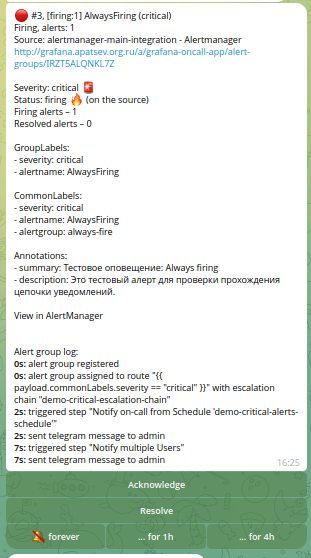 🔴 #3, [firing:1] AlwaysFiring (critical)
Firing, alerts: 1
Source: alertmanager-main-integration - Alertmanager
http://grafana.apatsev.org.ru/a/grafana-oncall-app/alert-
groups/IRZT5ALQNKL7Z
Severity: critical 🚨
Status: firing 🔥 (on the source)
Firing alerts – 1
Resolved alerts – 0
GroupLabels:
- severity: critical
- alertname: AlwaysFiring
CommonLabels:
- severity: critical
- alertname: AlwaysFiring
- alertgroup: always-fire
Annotations:
- summary: Тестовое оповещение: Always firing
- description: Это тестовый алерт для проверки прохождения
цепочки уведомлений.
View in AlertManager
Alert group log:
0s: alert group registered
0s: alert group assigned to route "{{
payload.commonLabels.severity == "critical" }}" with escalation
chain "demo-critical-escalation-chain"
2s: triggered step "Notify on-call from Schedule 'demo-critical-alerts-
schedule'"
2s: sent telegram message to admin
7s: triggered step "Notify multiple Users"
7s: sent telegram message to admin
16:25
Acknowledge
Resolve
🔕 forever
... for 1h
... for 4h